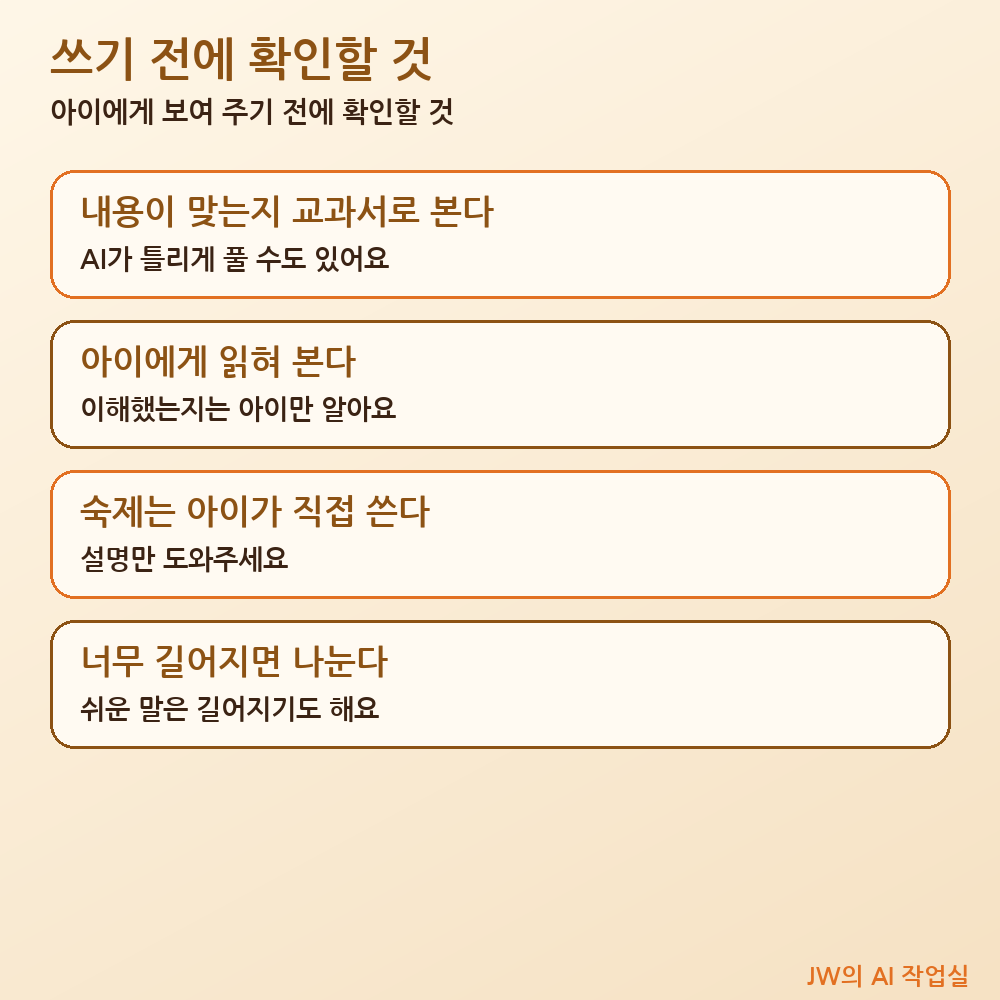 쓰기 전에 확인할 것
아이에게 보여 주기 전에 확인할 것
내용이 맞는지 교과서로 본다
AI가 틀리게 풀 수도 있어요
아이에게 읽혀 본다
이해했는지는 아이만 알아요
숙제는 아이가 직접 쓴다
설명만 도와주세요
너무 길어지면 나눈다
쉬운 말은 길어지기도 해요
JW의 AI 작업실